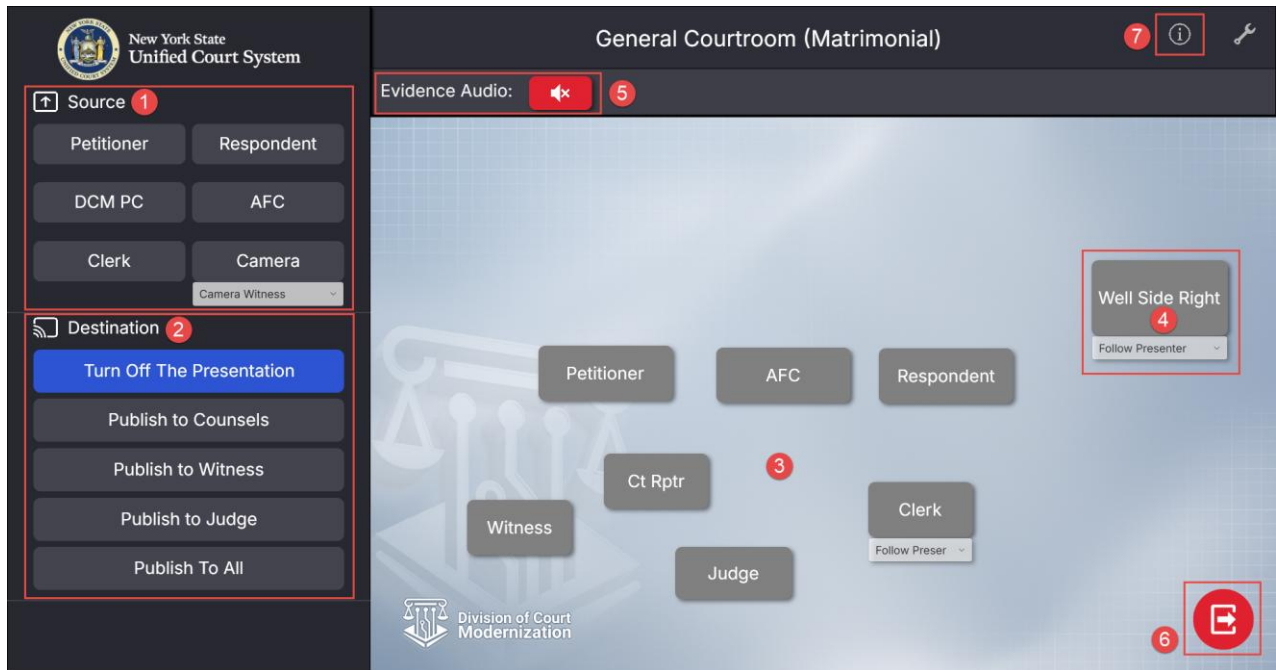 New York State
Unified Court System
General Courtroom (Matrimonial)
7
Source 1
Petitioner
Respondent
DCM PC
AFC
Clerk
Camera
Camera Witness
Destination 2
Turn Off The Presentation
Publish to Counsels
Publish to Witness
Publish to Judge
Publish To All
Evidence Audio:
5
Well Side Right
4
Follow Presenter
Petitioner
AFC
Respondent
3
Ct Rptr
Witness
Clerk
Follow Preser
Judge
Division of Court
Modernization
6